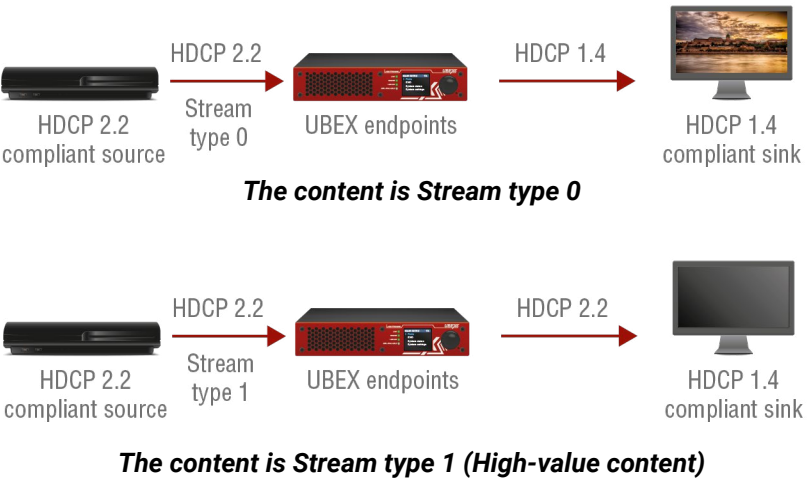 HDCP 2.2
HDCP 1.4
Stream
type 0
HDCP 2.2
compliant source
UBEX endpoints
HDCP 1.4
compliant sink
The content is Stream type 0
HDCP 2.2
HDCP 2.2
Stream
type 1
HDCP 2.2
compliant source
UBEX endpoints
HDCP 1.4
compliant sink
The content is Stream type 1 (High-value content)